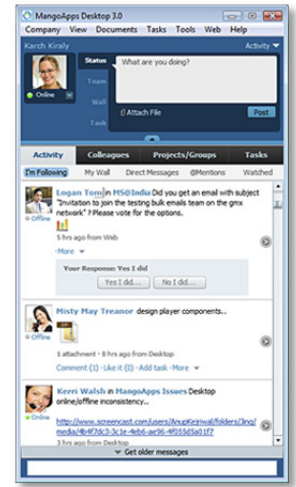 MangoApps Desktop 3.0
Company View Documents Tasks Tools Web Help
Karch Kiraly
Activity
Status
What are you doing?
Team
Wall
Online
Attach File
Post
Task
Activity Colleagues Projects/Groups Tasks
I'm Following My Wall Direct Messages @Mentions Watched
Logan Tom in MS@India Did you get an email with subject
"Invitation to join the testing bulk emails team on the gmx
network" ? Please vote for the options.
Offline
5 hrs ago from Web
·More
Your Response: Yes I did
Yes I did... No I did...
Misty May Treanor design player components..
Offline
1 attachment · 8 hrs ago from Desktop
Comment (1) · Like it (0) · Add task · More
Kerri Walsh in MangoApps Issues Desktop
online/offline inconsistency..
Online
http://www.screencast.com/users/AnupKejriwal/folders/Jing/
media/4b4f7dc3-3c1e-4eb6-ae96-4f055d5a01f7
3 hrs ago from Desktop
Get older messages